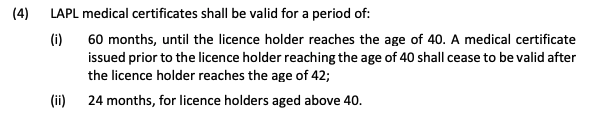 (4) LAPL medical certificates shall be valid for a period of:
(i) 60 months, until the licence holder reaches the age of 40. A medical certificate
issued prior to the licence holder reaching the age of 40 shall cease to be valid after
the licence holder reaches the age of 42;
(ii) 24 months, for licence holders aged above 40.